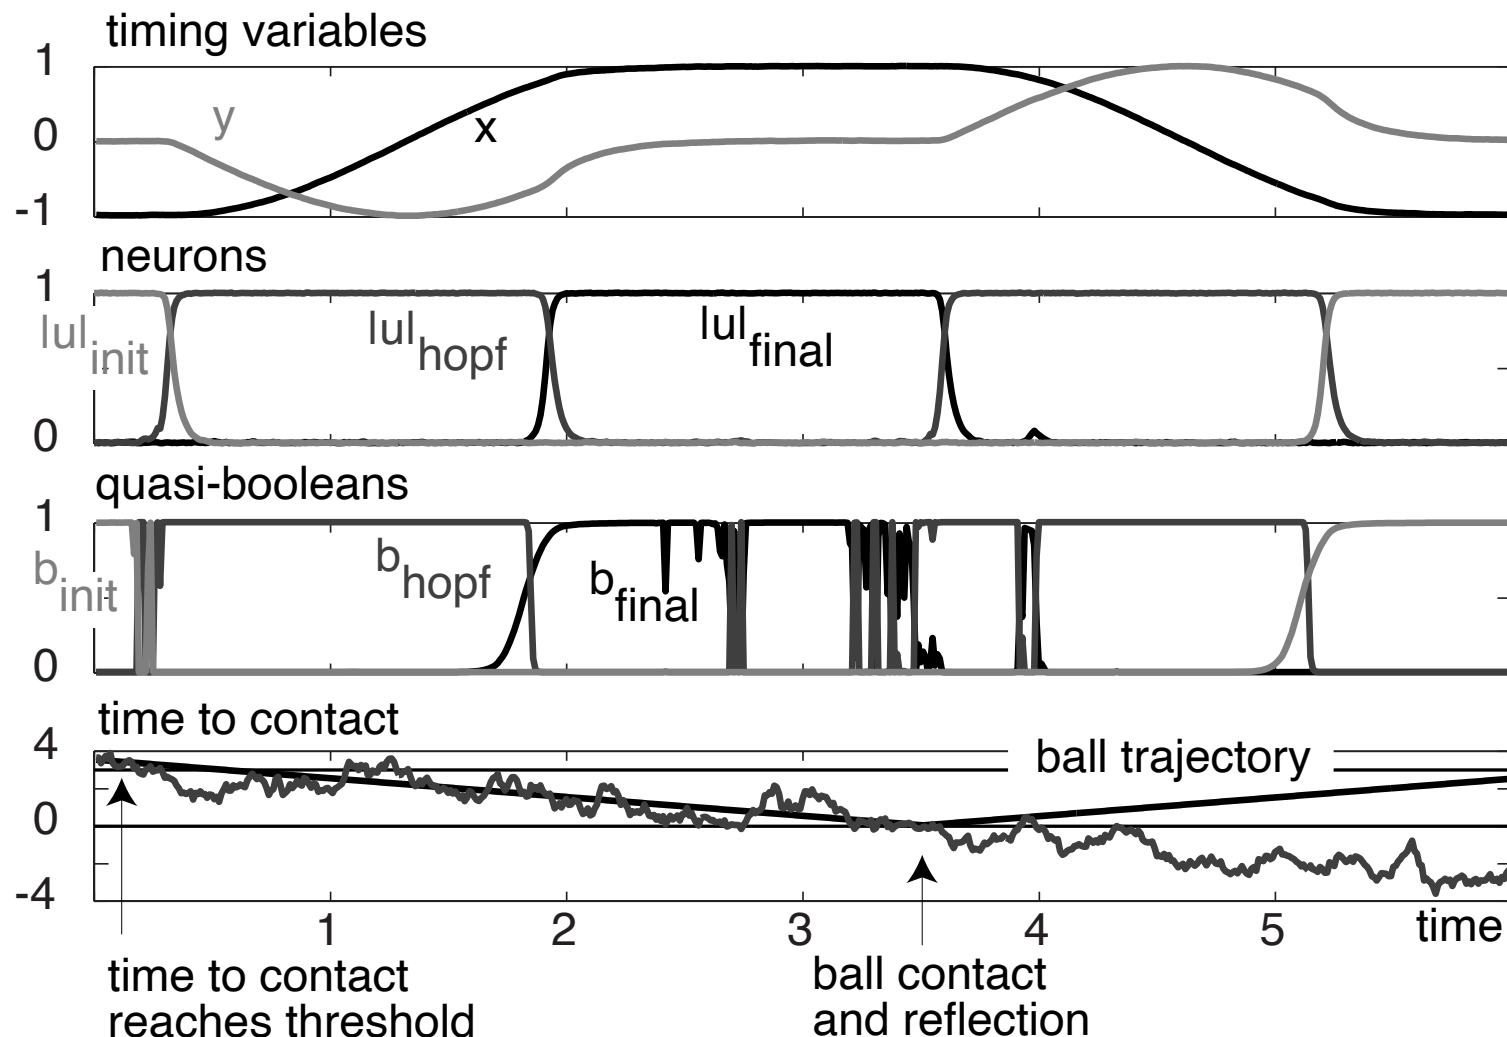 timing variables
1
0
-1
y
x
neurons
1
0
lul init
lul hopf
lul final
quasi-booleans
1
0
b init
b hopf
b final
time to contact
4
0
-4
ball trajectory
1 2 3 4 5 time
time to contact
reaches threshold
ball contact
and reflection